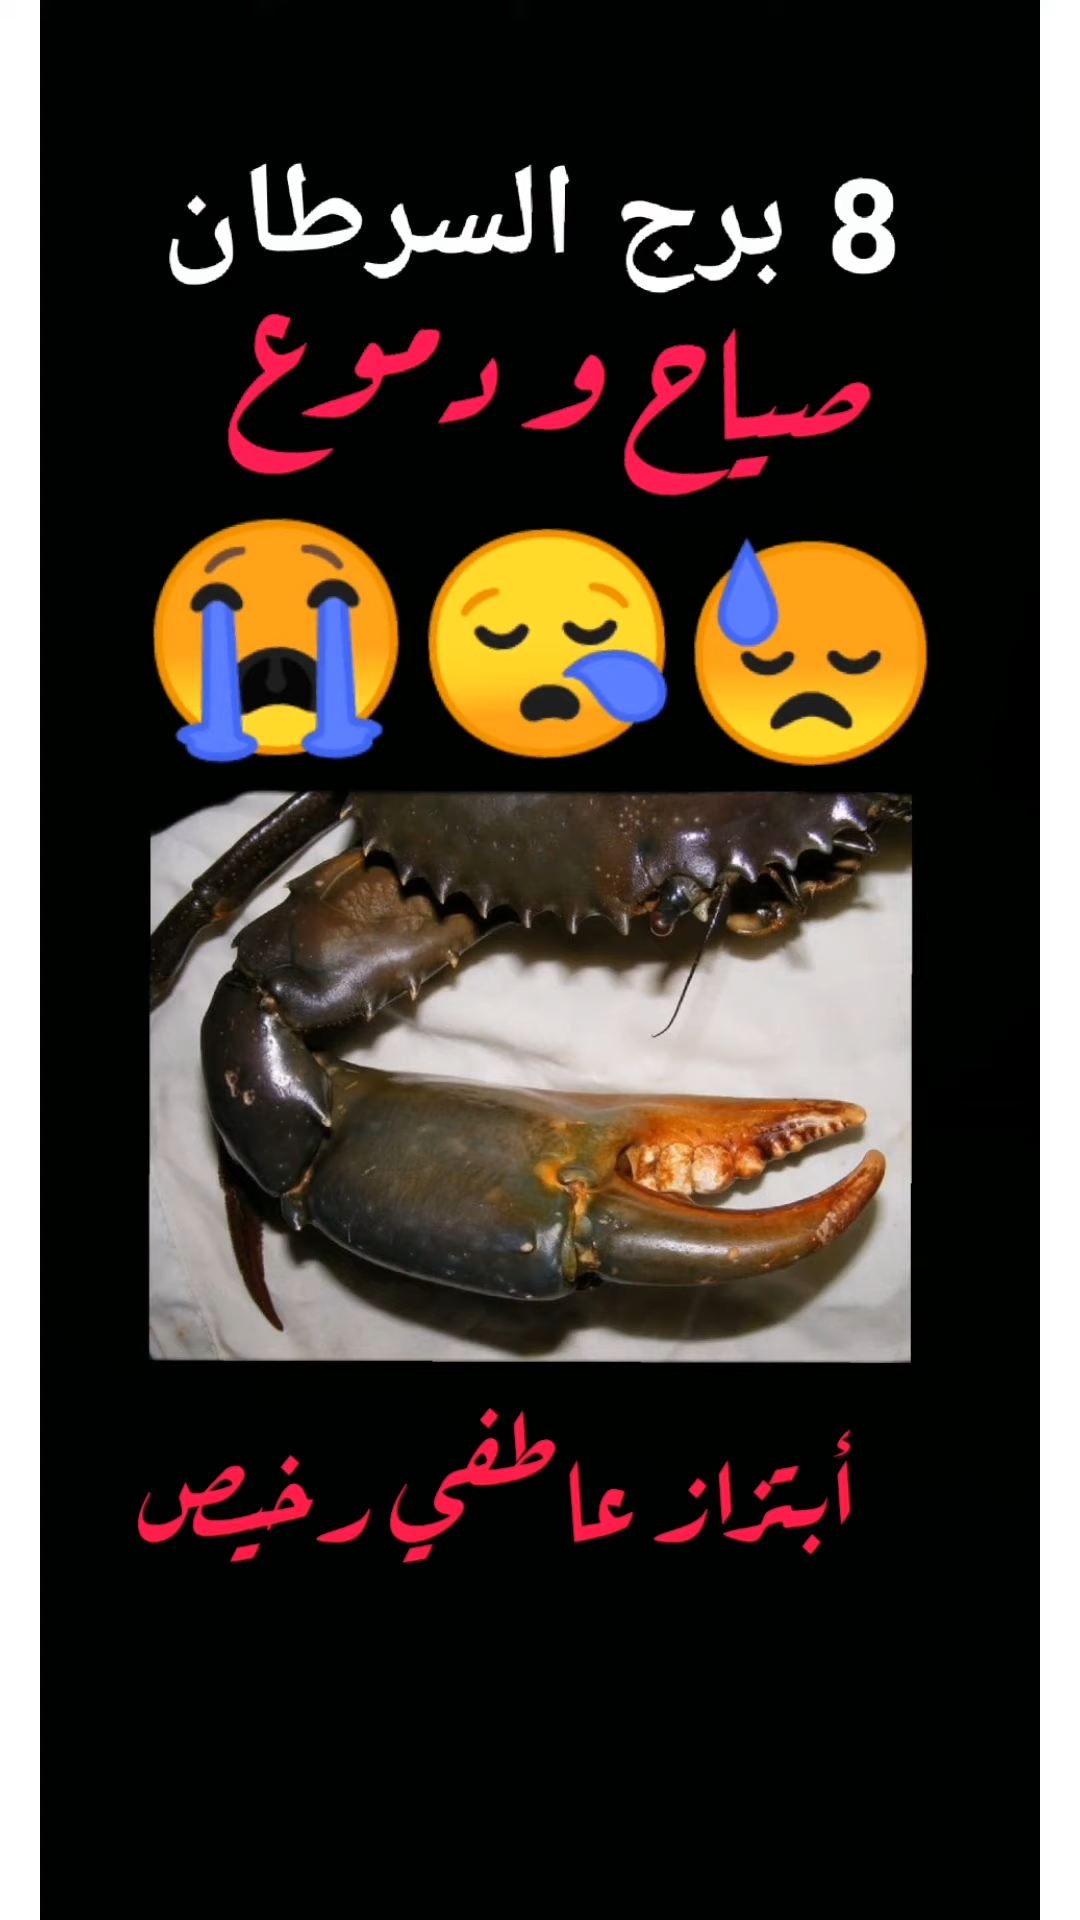 8 برج السرطان
صياح و دموع
أبتزاز عاطفي رخيص